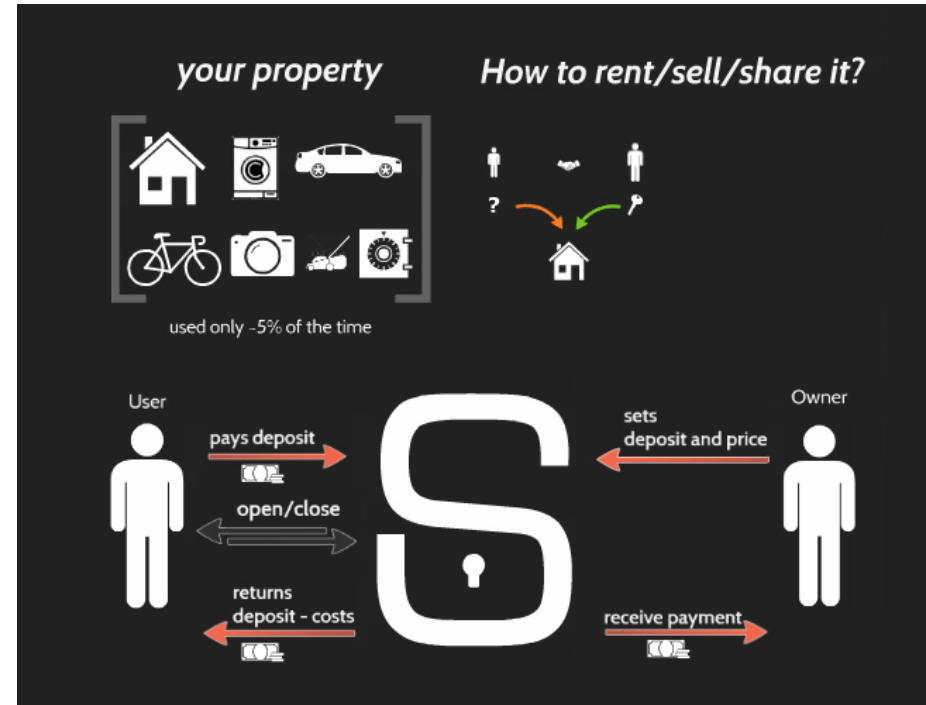 your property
How to rent/sell/share it?
?
used only ~5% of the time
User
Owner
pays deposit
sets
deposit and price
open/close
returns
deposit - costs
receive payment